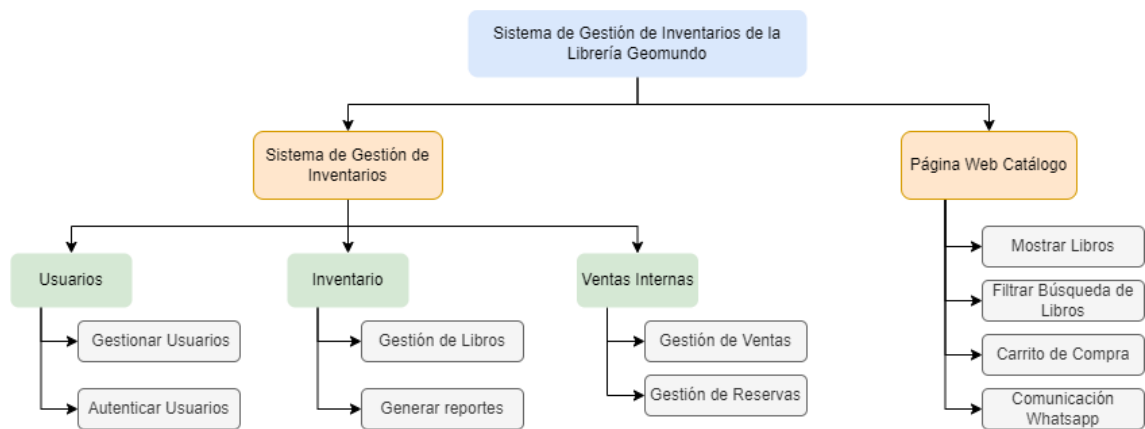 Sistema de Gestión de Inventarios de la
Librería Geomundo
Sistema de Gestión de
Inventarios
Página Web Catálogo
Usuarios
Gestionar Usuarios
Autenticar Usuarios
Inventario
Gestión de Libros
Generar reportes
Ventas Internas
Gestión de Ventas
Gestión de Reservas
Mostrar Libros
Filtrar Búsqueda de
Libros
Carrito de Compra
Comunicación
Whatsapp